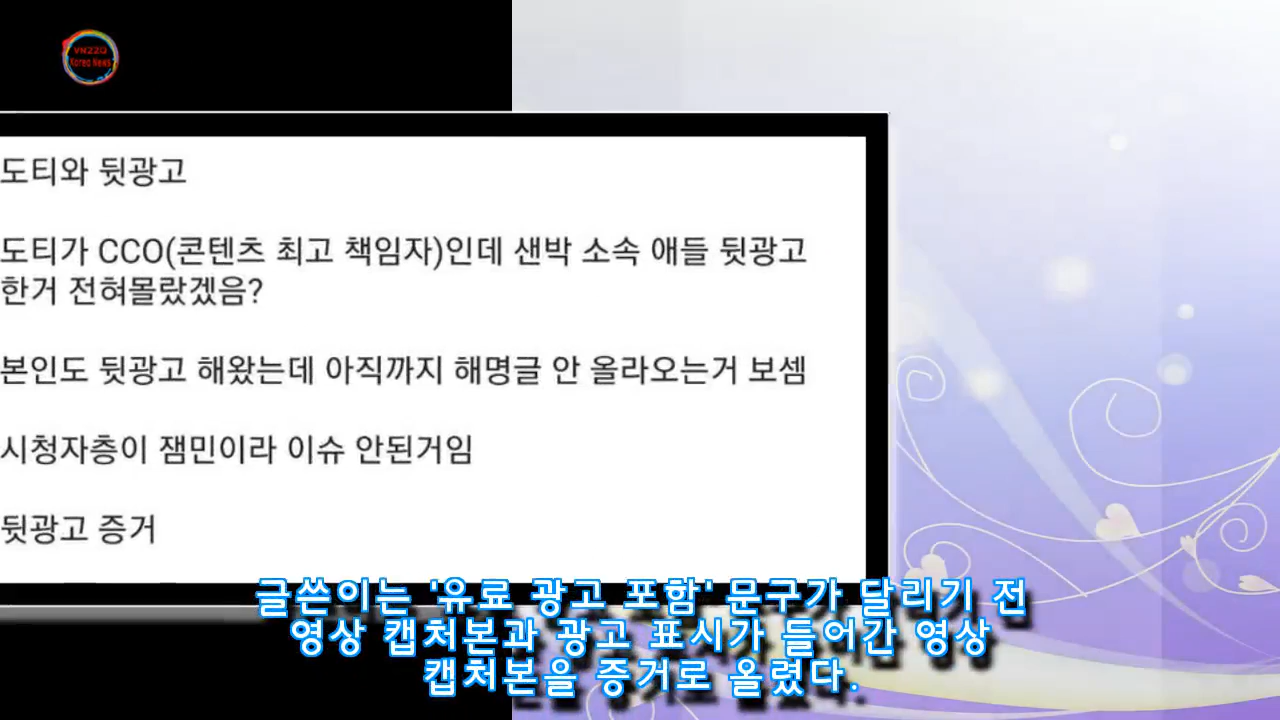 VN22Q
Korea News
도티와 뒷광고
도티가 CCO(콘텐츠 최고 책임자)인데 샌박 소속 애들 뒷광고
한거 전혀몰랐겠음?
본인도 뒷광고 해왔는데 아직까지 해명글 안 올라오는거 보셈
시청자층이 잼민이라 이슈 안된거임
뒷광고 증거
글쓴이는 '유료 광고 포함' 문구가 달리기 전
영상 캡처본과 광고 표시가 들어간 영상
캡처본을 증거로 올렸다.